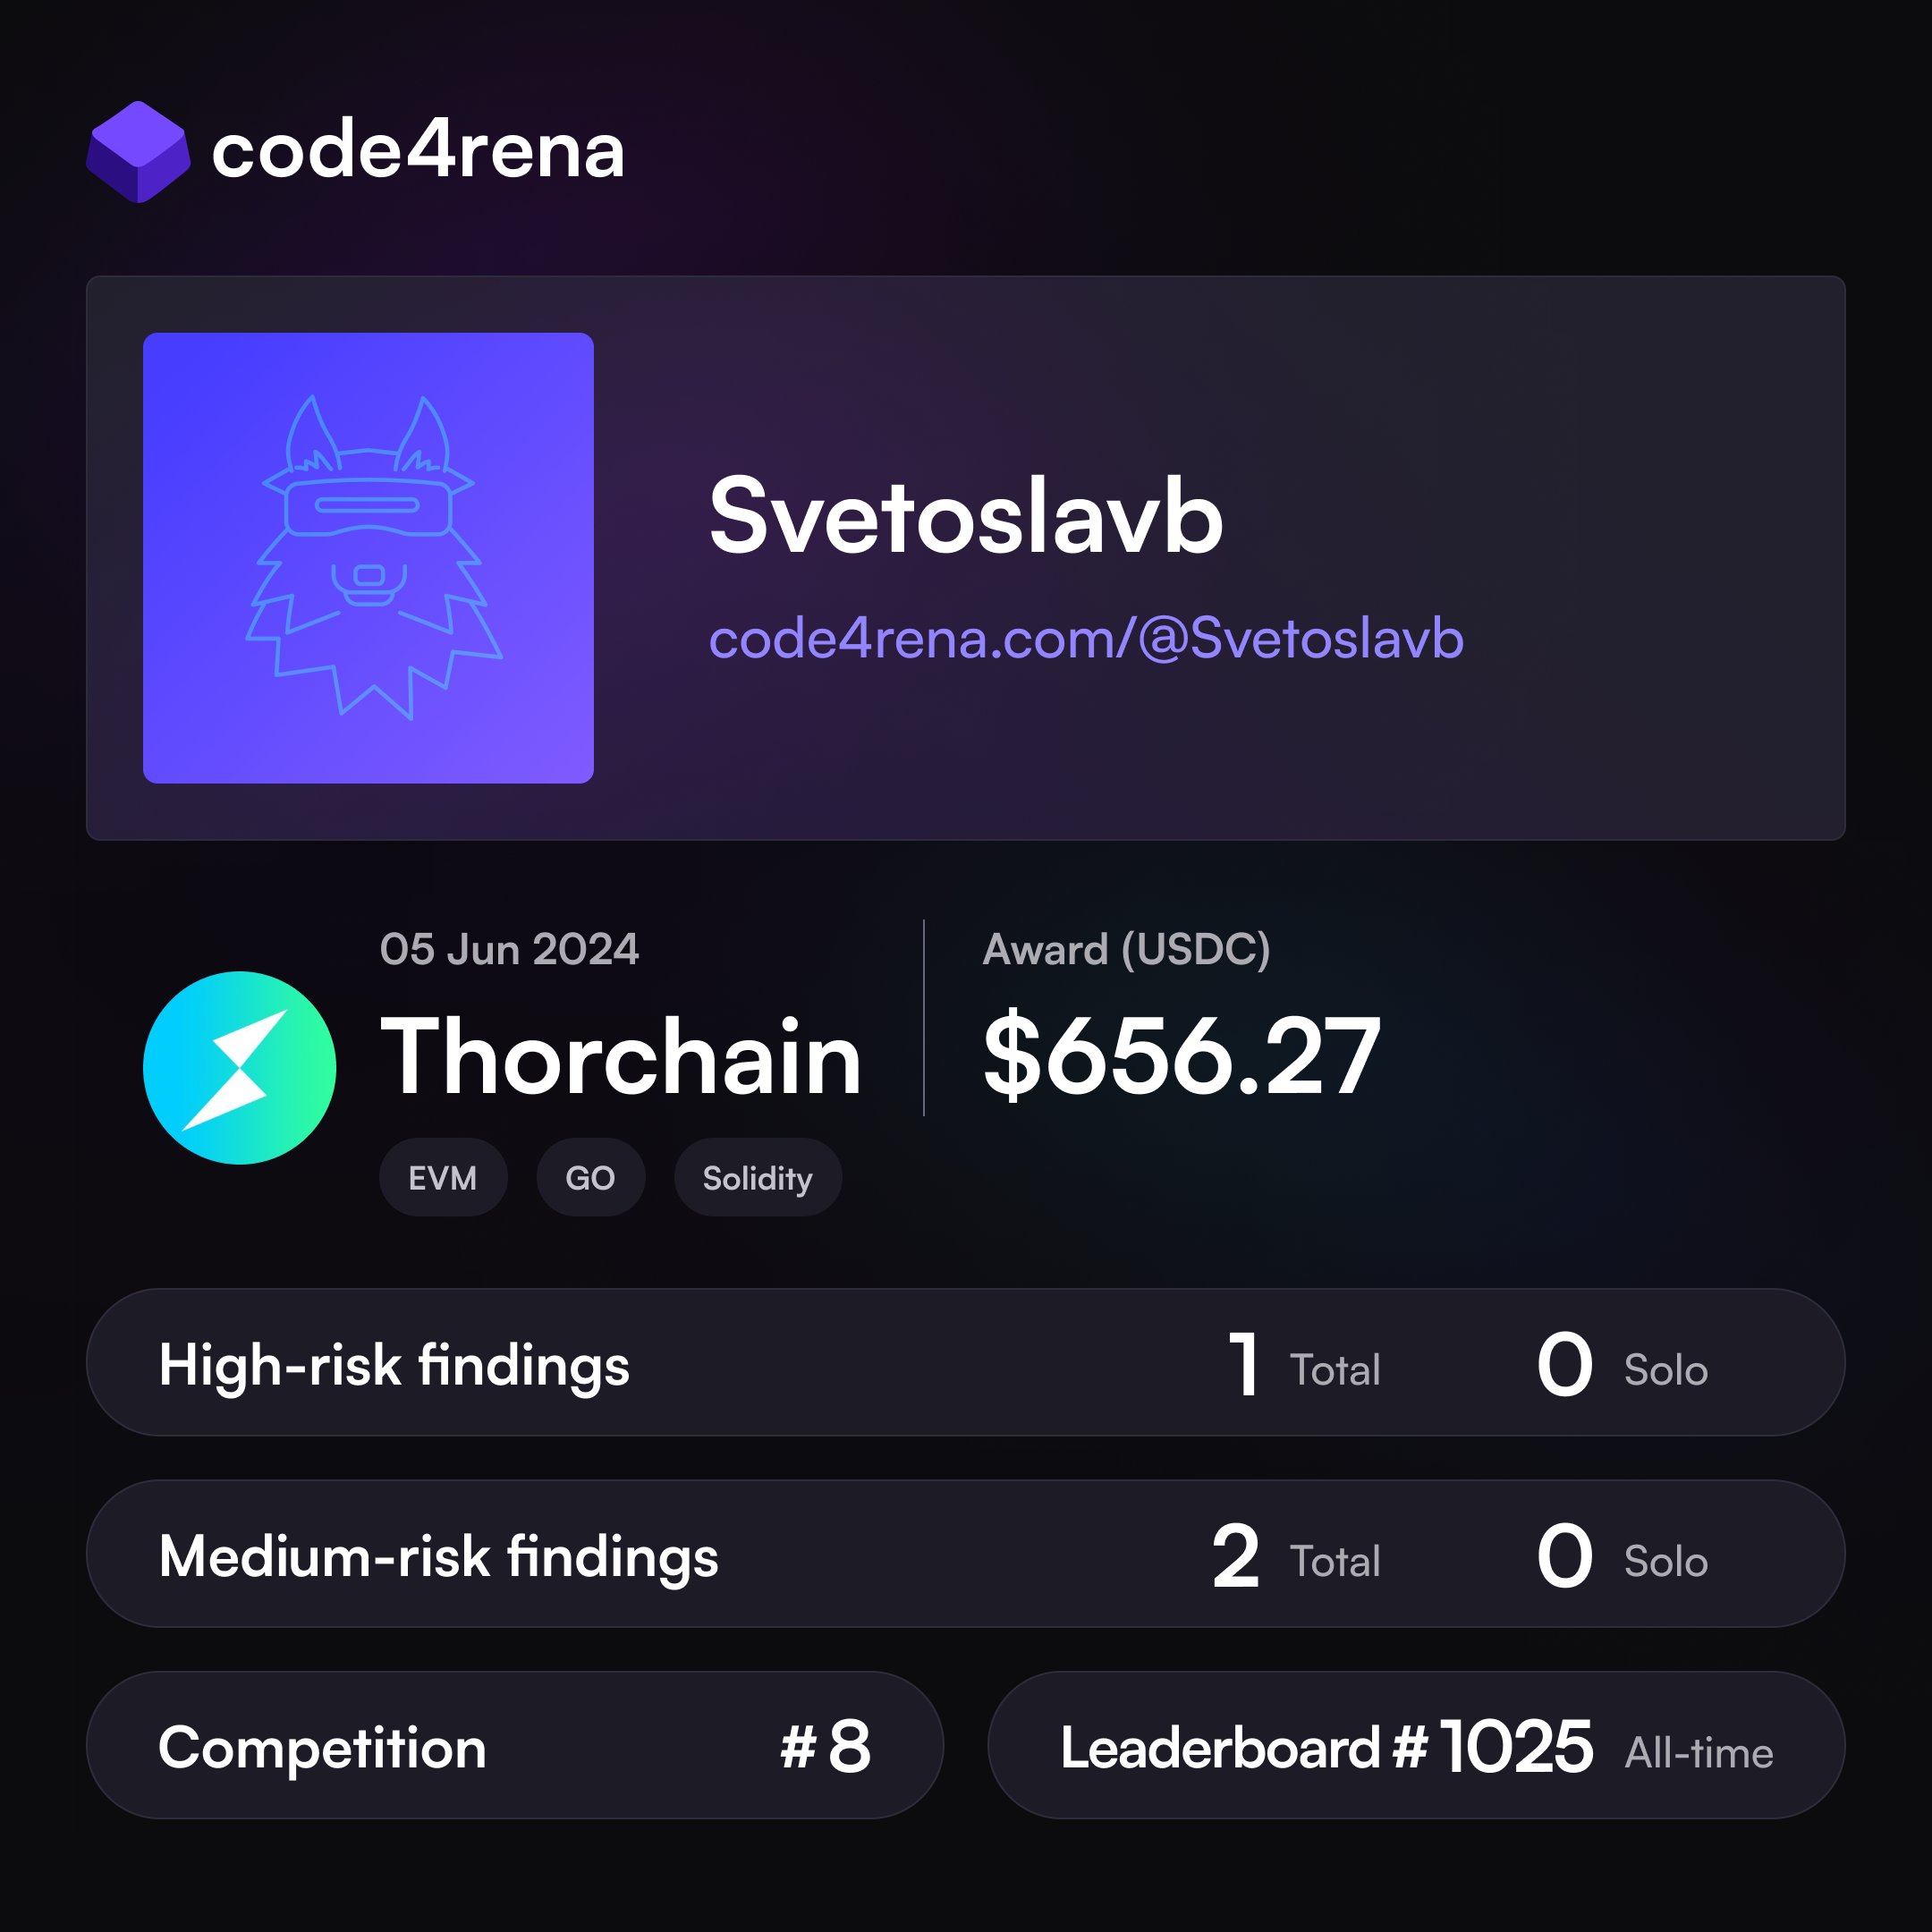 code4rena
Svetoslavb
code4rena.com/@Svetoslavb
05 Jun 2024
Thorchain
EVM GO Solidity
Award (USDC)
$656.27
High-risk findings 1 Total 0 Solo
Medium-risk findings 2 Total 0 Solo
Competition #8
Leaderboard #1025 All-time